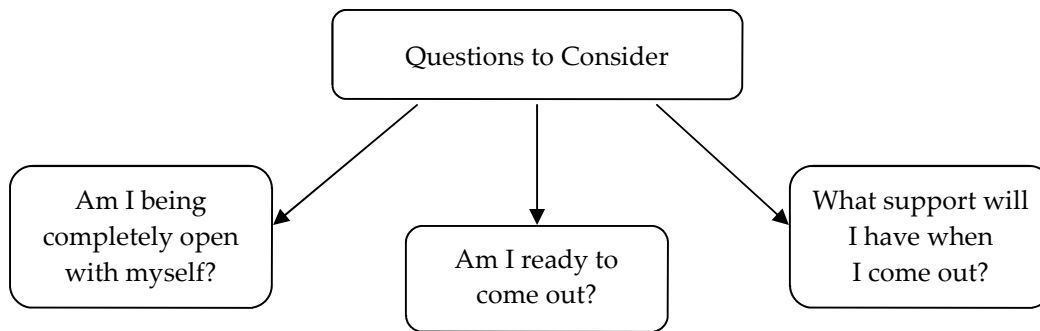 Questions to Consider
Am I being
completely open
with myself?
Am I ready to
come out?
What support will
I have when
I come out?